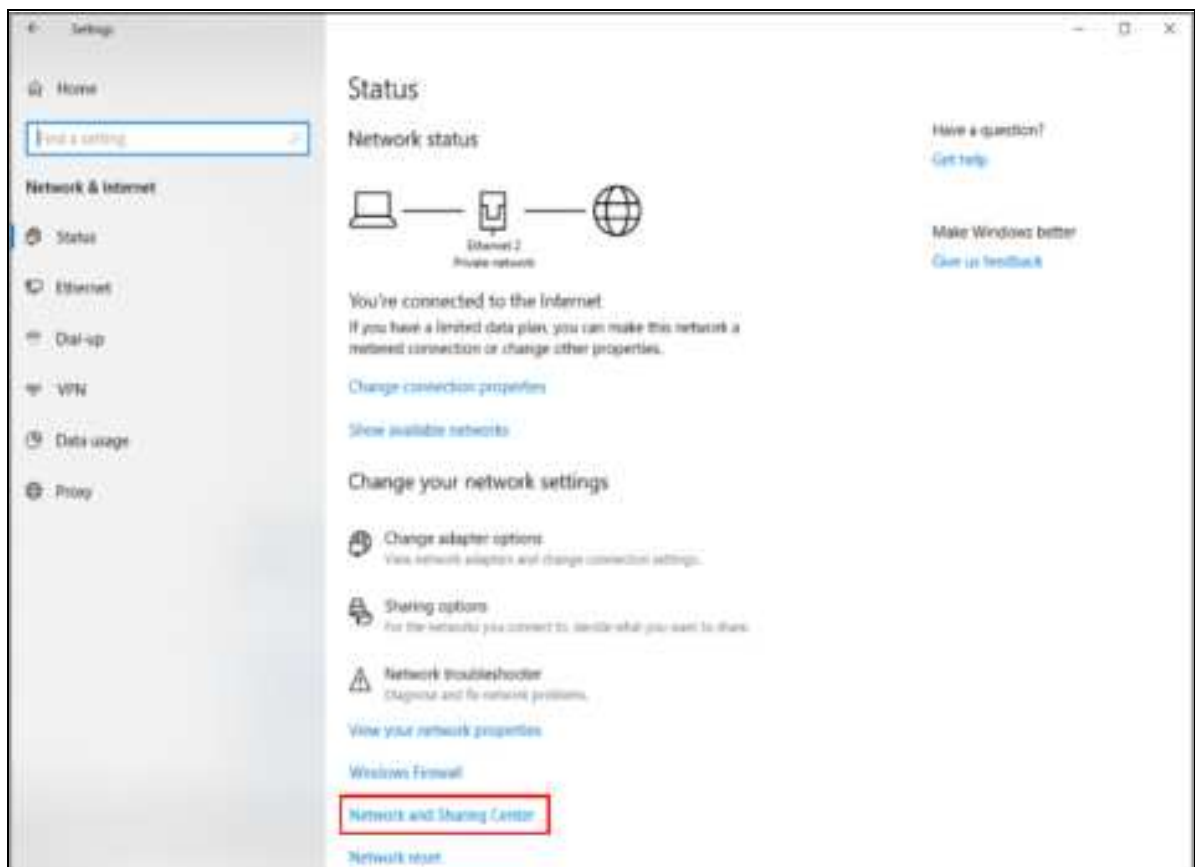 Settings
Home
Find a setting
Network & Internet
Status
Ethernet
Dial-up
VPN
Data usage
Proxy
Status
Network status
Ethernet 2
Private network
You're connected to the Internet
If you have a limited data plan, you can make this network a
metered connection or change other properties.
Change connection properties
Show available networks
Change your network settings
Change adapter options
View network adapters and change connection settings.
Sharing options
For the networks you connect to, decide what you want to share.
Network troubleshooter
Diagnose and fix network problems.
View your network properties
Windows Firewall
Network and Sharing Center
Network reset
Have a question?
Get help
Make Windows better
Give us feedback